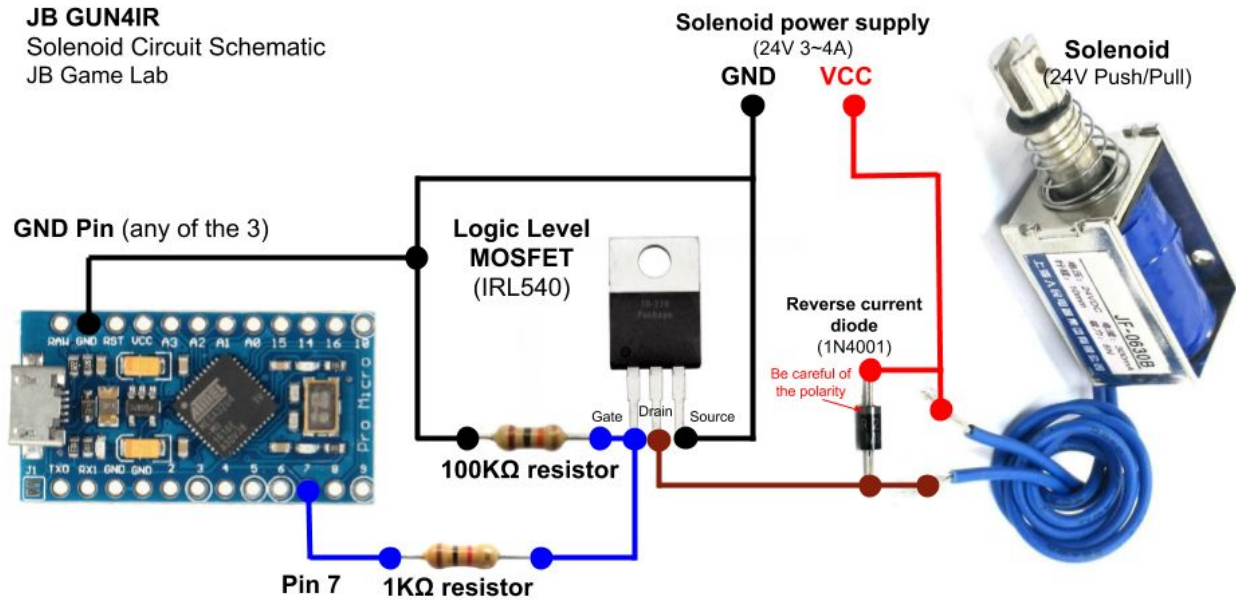 JB GUN4IR
Solenoid Circuit Schematic
JB Game Lab
Solenoid power supply
(24V 3~4A)
GND VCC
Solenoid
(24V Push/Pull)
GND Pin (any of the 3)
Logic Level
MOSFET
(IRL540)
TO-220
Package
Reverse current
diode
(1N4001)
Be careful of
the polarity
JF-0630B
RAW GND RST VCC A3 A2 A1 A0 15 14 16 10
Pro Micro
J1 TXO RX1 GND GND 2 3 4 5 6 7 8 9
Gate Drain Source
100KΩ resistor
Pin 7
1KΩ resistor